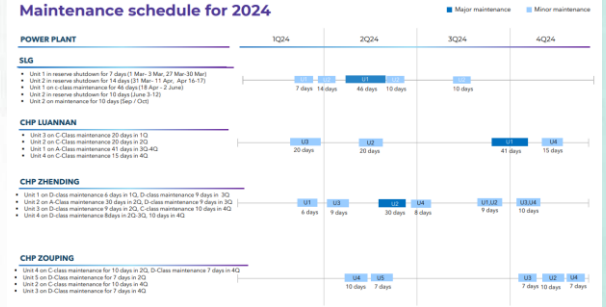 Maintenance schedule for 2024
Major maintenance
Minor maintenance
POWER PLANT
1Q24
2Q24
3Q24
4Q24
SLG
• Unit 1 in reserve shutdown for 7 days (1 Mar- 3 Mar, 27 Mar-30 Mar)
• Unit 2 in reserve shutdown for 14 days (31 Mar- 11 Apr, Apr 16-17)
• Unit 1 on c-class maintenance for 46 days (18 Apr - 2 June)
• Unit 2 in reserve shutdown for 10 days (June 3-12)
• Unit 2 on maintenance for 10 days (Sep / Oct)
U1
U2
U1
U2
U2
7 days
14 days
46 days
10 days
10 days
CHP LUANNAN
• Unit 3 on C-Class maintenance 20 days in 1Q
• Unit 2 on C-Class maintenance 20 days in 2Q
• Unit 1 on A-Class maintenance 41 days in 3Q-4Q
• Unit 4 on C-Class maintenance 15 days in 4Q
U3
U2
U1
U4
20 days
20 days
41 days
15 days
CHP ZHENDING
• Unit 1 on D-class maintenance 6 days in 1Q, D-class maintenance 9 days in 3Q
• Unit 2 on A-Class maintenance 30 days in 2Q, D-class maintenance 9 days in 3Q
• Unit 3 on D-class maintenance 9 days in 2Q, C-class maintenance 10 days in 4Q
• Unit 4 on D-class maintenance 8days in 2Q-3Q, 10 days in 4Q
U1
U3
U2
U4
U1,U2
U3,U4
6 days
9 days
30 days
8 days
9 days
10 days
CHP ZOUPING
• Unit 4 on C-class maintenance for 10 days in 2Q, D-Class maintenance 7 days in 4Q
• Unit 5 on D-Class maintenance for 7 days in 2Q
• Unit 2 on C-class maintenance for 10 days in 4Q
• Unit 3 on D-Class maintenance for 7 days in 4Q
U4
U5
U3
U2
U4
10 days
7 days
7 days
10 days
7 days